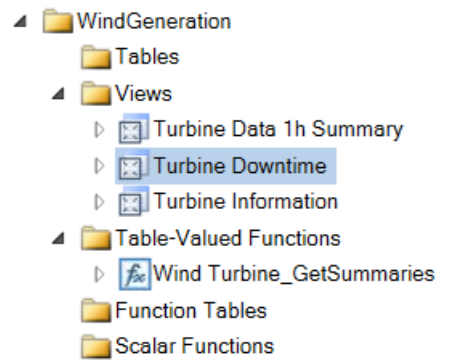 WindGeneration
Tables
Views
Turbine Data 1h Summary
Turbine Downtime
Turbine Information
Table-Valued Functions
fx Wind Turbine_GetSummaries
Function Tables
Scalar Functions